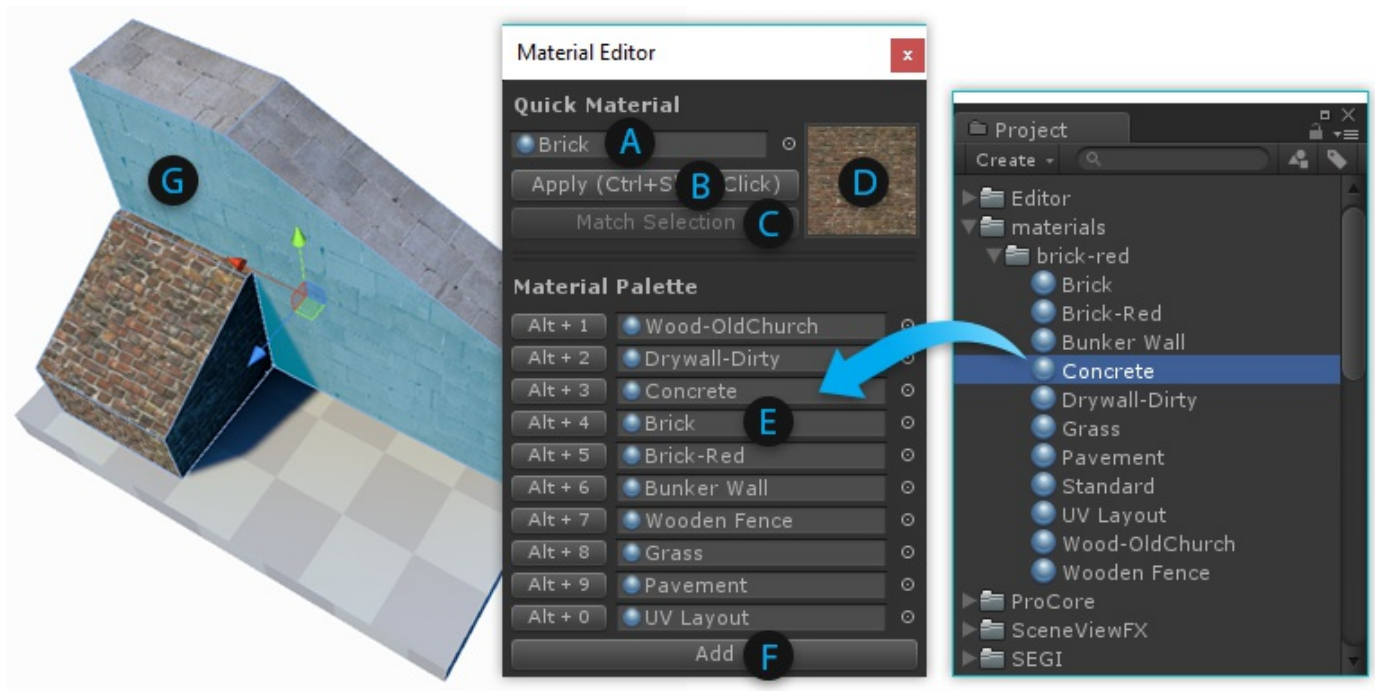 Material Editor
x
Quick Material
Brick A
Apply (Ctrl+S B Click)
Match Selection C
D
G
Material Palette
Alt + 1 Wood-OldChurch
Alt + 2 Drywall-Dirty
Alt + 3 Concrete
Alt + 4 Brick
E
Alt + 5 Brick-Red
Alt + 6 Bunker Wall
Alt + 7 Wooden Fence
Alt + 8 Grass
Alt + 9 Pavement
Alt + 0 UV Layout
Add F
Project
Create
Editor
materials
brick-red
Brick
Brick-Red
Bunker Wall
Concrete
Drywall-Dirty
Grass
Pavement
Standard
UV Layout
Wood-OldChurch
Wooden Fence
ProCore
SceneViewFX
SEGI